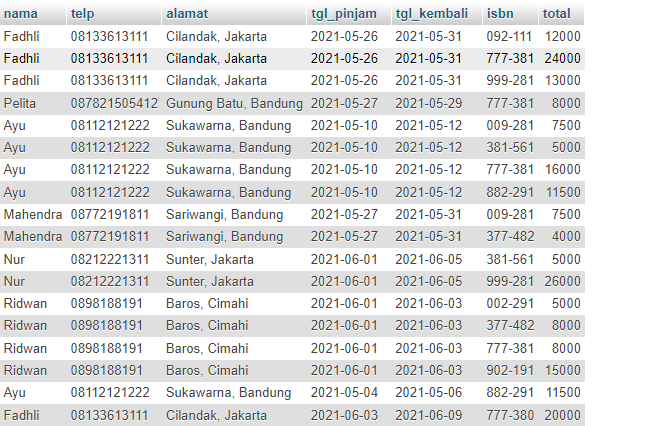 nama telp alamat tgl_pinjam tgl_kembali isbn total
Fadhli 08133613111 Cilandak, Jakarta 2021-05-26 2021-05-31 092-111 12000
Fadhli 08133613111 Cilandak, Jakarta 2021-05-26 2021-05-31 777-381 24000
Fadhli 08133613111 Cilandak, Jakarta 2021-05-26 2021-05-31 999-281 13000
Pelita 087821505412 Gunung Batu, Bandung 2021-05-27 2021-05-29 777-381 8000
Ayu 08112121222 Sukawarna, Bandung 2021-05-10 2021-05-12 009-281 7500
Ayu 08112121222 Sukawarna, Bandung 2021-05-10 2021-05-12 381-561 5000
Ayu 08112121222 Sukawarna, Bandung 2021-05-10 2021-05-12 777-381 16000
Ayu 08112121222 Sukawarna, Bandung 2021-05-10 2021-05-12 882-291 11500
Mahendra 08772191811 Sariwangi, Bandung 2021-05-27 2021-05-31 009-281 7500
Mahendra 08772191811 Sariwangi, Bandung 2021-05-27 2021-05-31 377-482 4000
Nur 08212221311 Sunter, Jakarta 2021-06-01 2021-06-05 381-561 5000
Nur 08212221311 Sunter, Jakarta 2021-06-01 2021-06-05 999-281 26000
Ridwan 0898188191 Baros, Cimahi 2021-06-01 2021-06-03 002-291 5000
Ridwan 0898188191 Baros, Cimahi 2021-06-01 2021-06-03 377-482 8000
Ridwan 0898188191 Baros, Cimahi 2021-06-01 2021-06-03 777-381 8000
Ridwan 0898188191 Baros, Cimahi 2021-06-01 2021-06-03 902-191 15000
Ayu 08112121222 Sukawarna, Bandung 2021-05-04 2021-05-06 882-291 11500
Fadhli 08133613111 Cilandak, Jakarta 2021-06-03 2021-06-09 777-380 20000